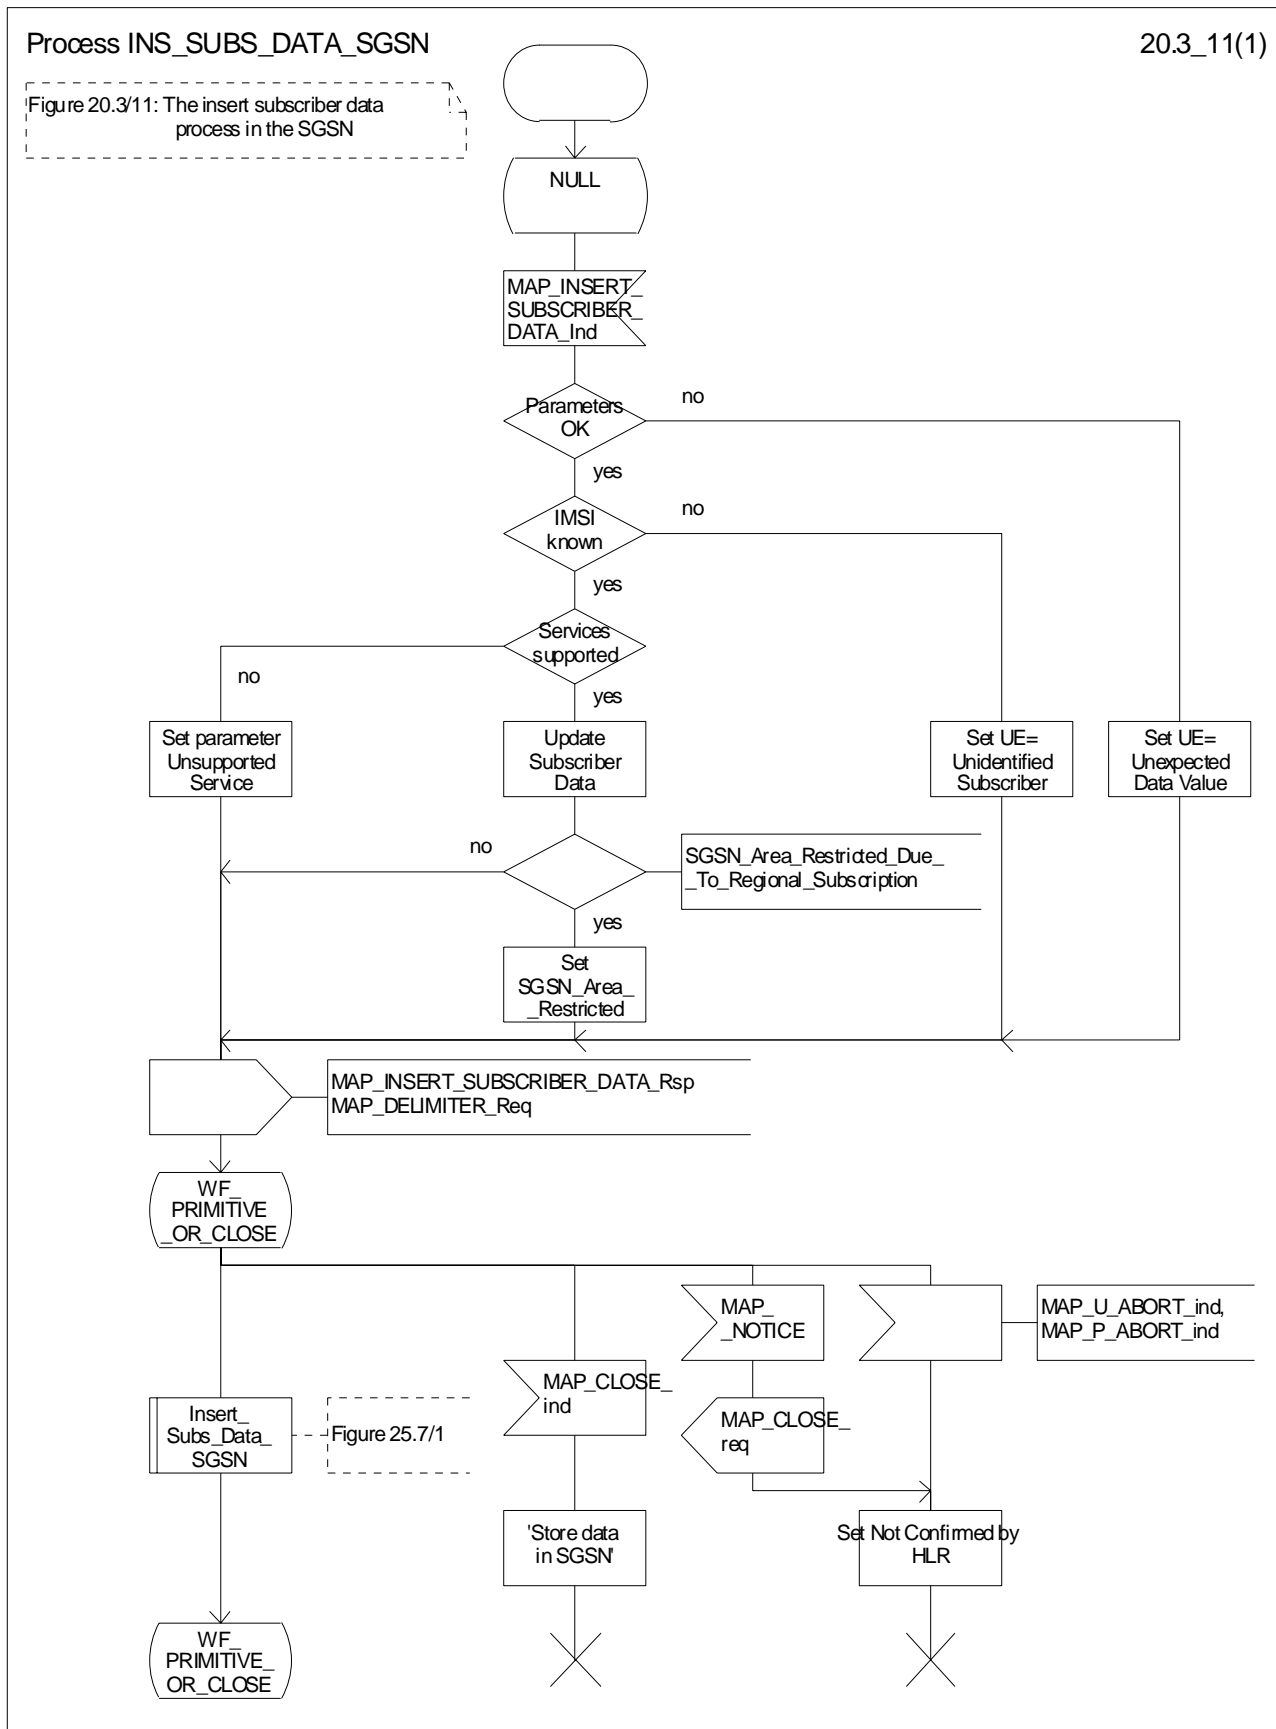 Process INS_SUBS_DATA_SGSN
20.3_11(1)
Figure 20.3/11: The insert subscriber data
process in the SGSN
NULL
MAP_INSERT_
SUBSCRIBER_
DATA_Ind
Parameters
OK
no
yes
IMSI
known
no
yes
Services
supported
no
yes
Set parameter
Unsupported
Service
Update
Subscriber
Data
Set UE=
Unidentified
Subscriber
Set UE=
Unexpected
Data Value
no
SGSN_Area_Restricted_Due_
_To_Regional_Subscription
yes
Set
SGSN_Area_
_Restricted
MAP_INSERT_SUBSCRIBER_DATA_Rsp
MAP_DELIMITER_Req
WF_
PRIMITIVE
_OR_CLOSE
MAP_
_NOTICE
MAP_U_ABORT_ind,
MAP_P_ABORT_ind
MAP_CLOSE_
ind
Insert_
Subs_Data_
SGSN
Figure 25.7/1
MAP_CLOSE_
req
'Store data
in SGSN'
Set Not Confirmed by
HLR
WF_
PRIMITIVE_
OR_CLOSE